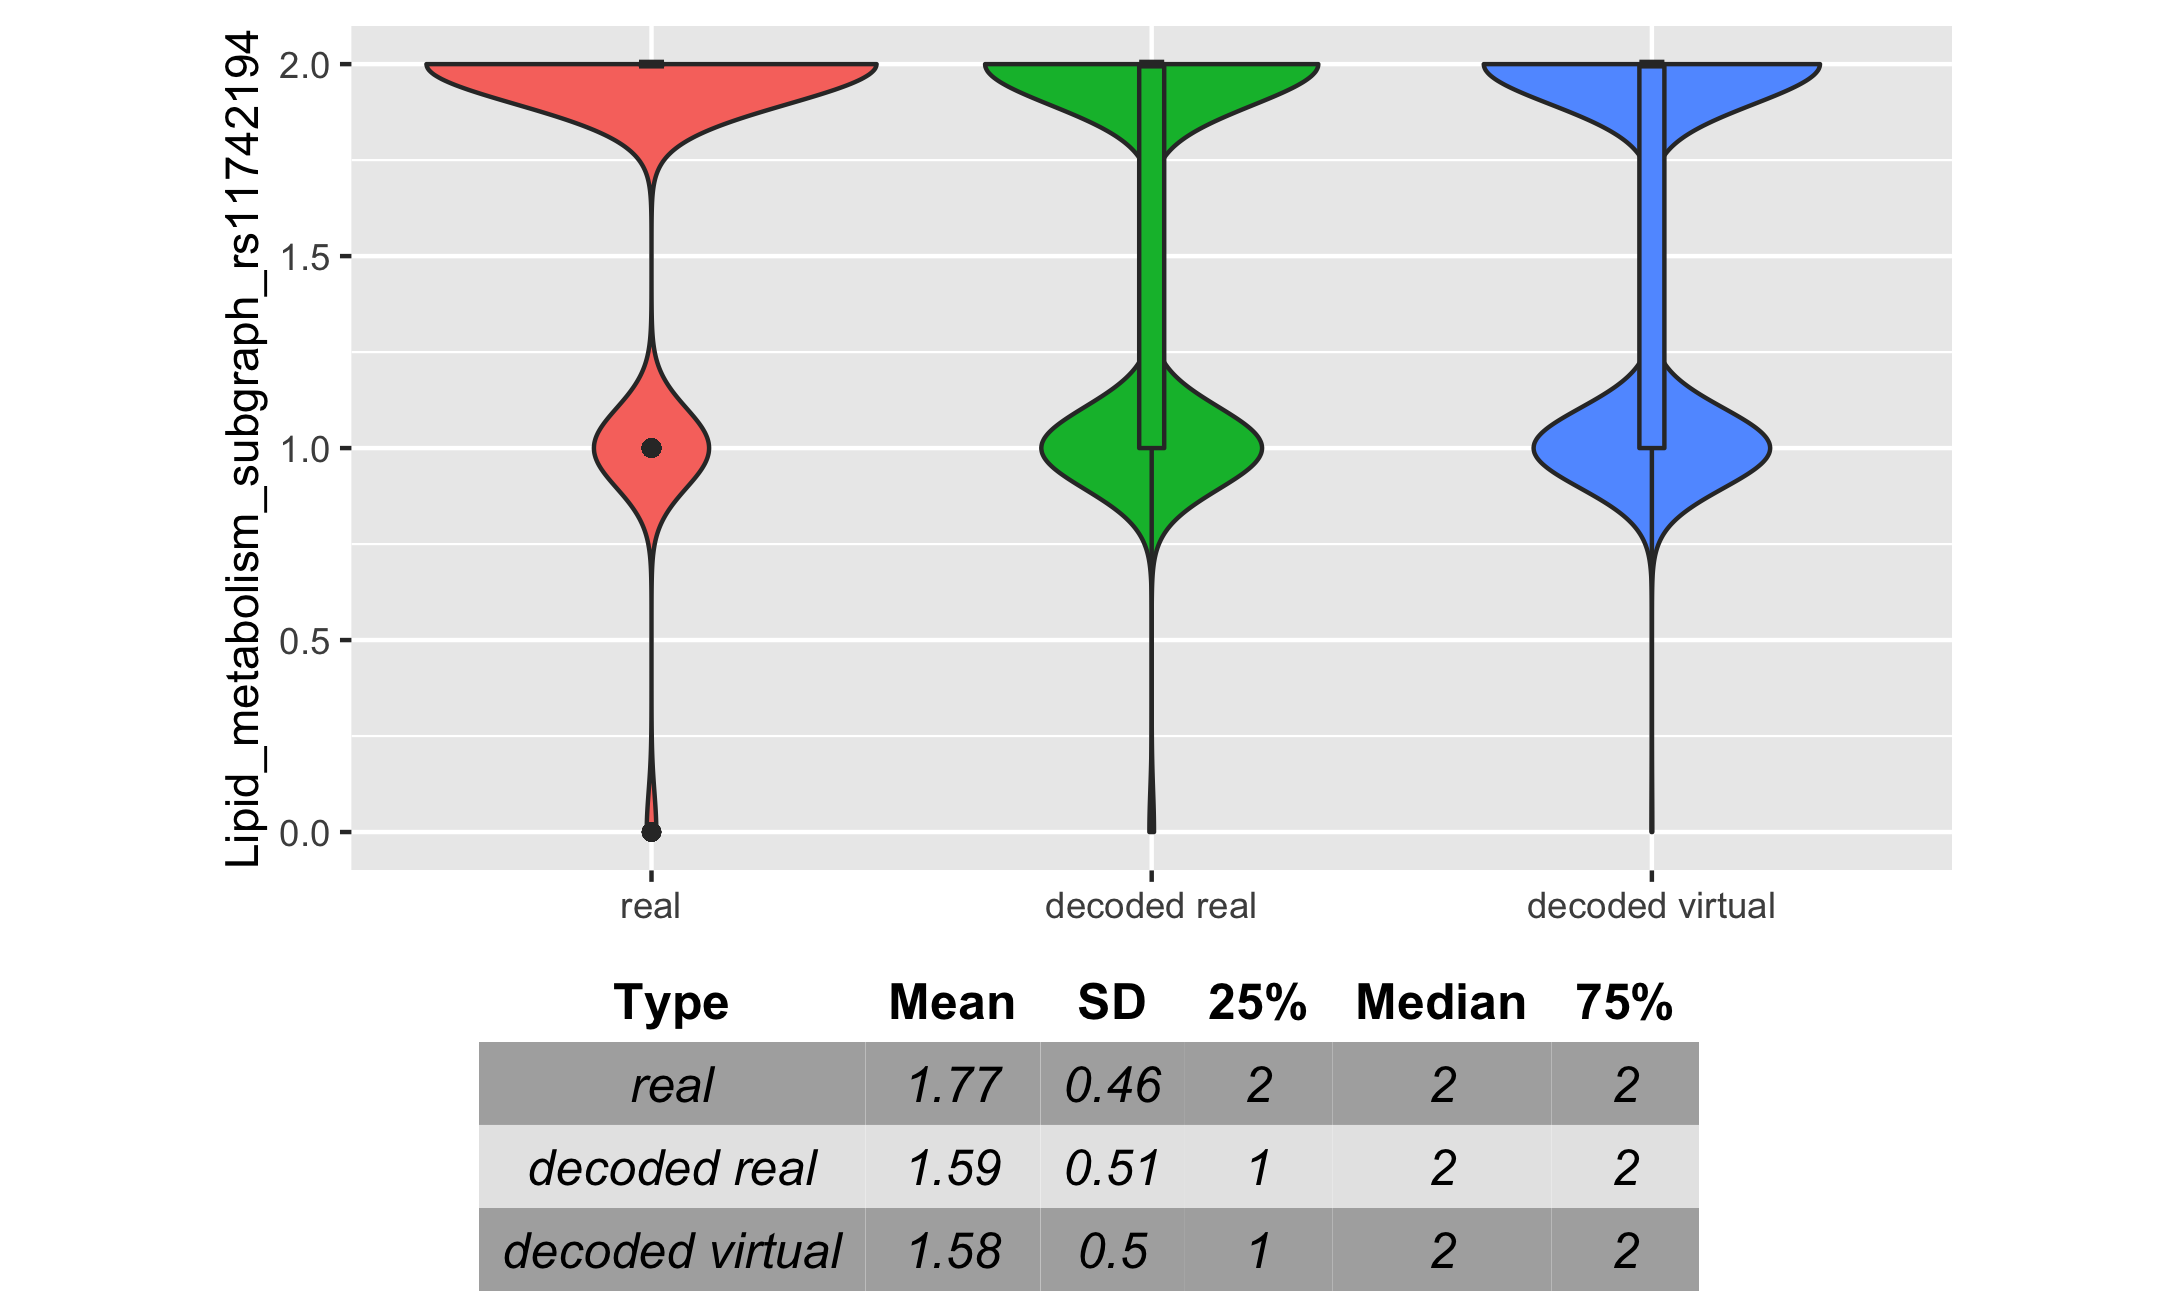 Lipid_metabolism_subgraph_rs11742194
2.0
1.5
1.0
0.5
0.0
real decoded real decoded virtual
Type Mean SD 25% Median 75%
real 1.77 0.46 2 2 2
decoded real 1.59 0.51 1 2 2
decoded virtual 1.58 0.5 1 2 2